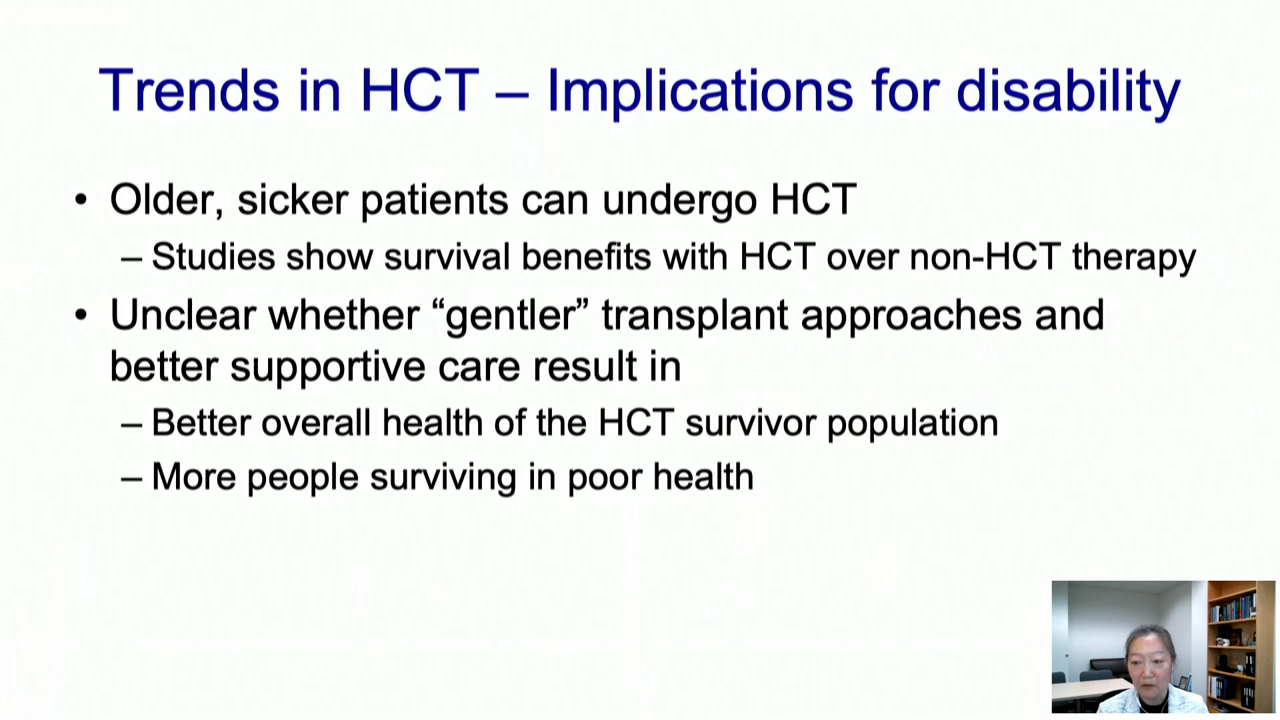 Trends in HCT – Implications for disability
• Older, sicker patients can undergo HCT
– Studies show survival benefits with HCT over non-HCT therapy
• Unclear whether “gentler” transplant approaches and
better supportive care result in
– Better overall health of the HCT survivor population
– More people surviving in poor health